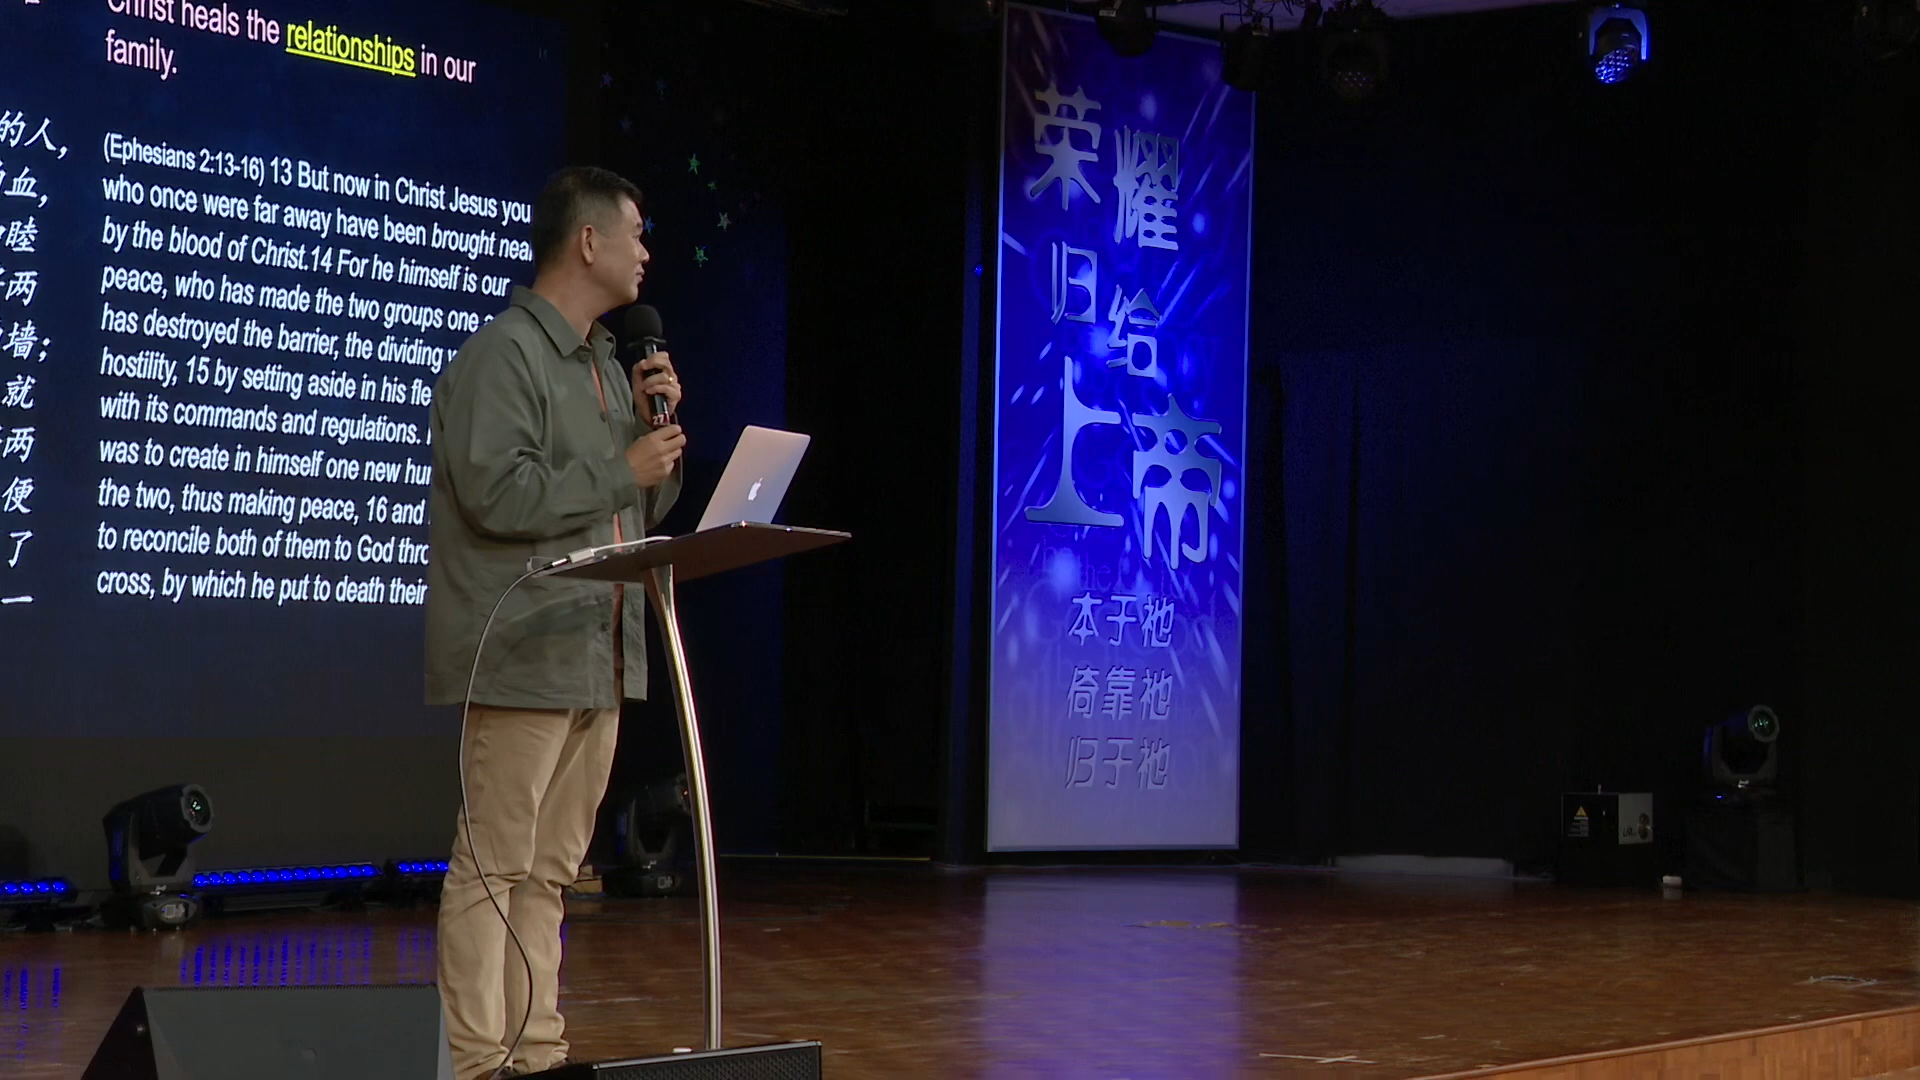 Christ heals the relationships in our
family.
的人，
血，
睦
两
墙；
就
两
便
了
一
(Ephesians 2:13-16) 13 But now in Christ Jesus you
who once were far away have been brought near
by the blood of Christ.14 For he himself is our
peace, who has made the two groups one
has destroyed the barrier, the dividing
hostility, 15 by setting aside in his
with its commands and regulations.
was to create in himself one new
the two, thus making peace, 16 and
to reconcile both of them to God
cross, by which he put to death their
27
荣耀
归给
上帝
本于祂
倚靠祂
归于祂